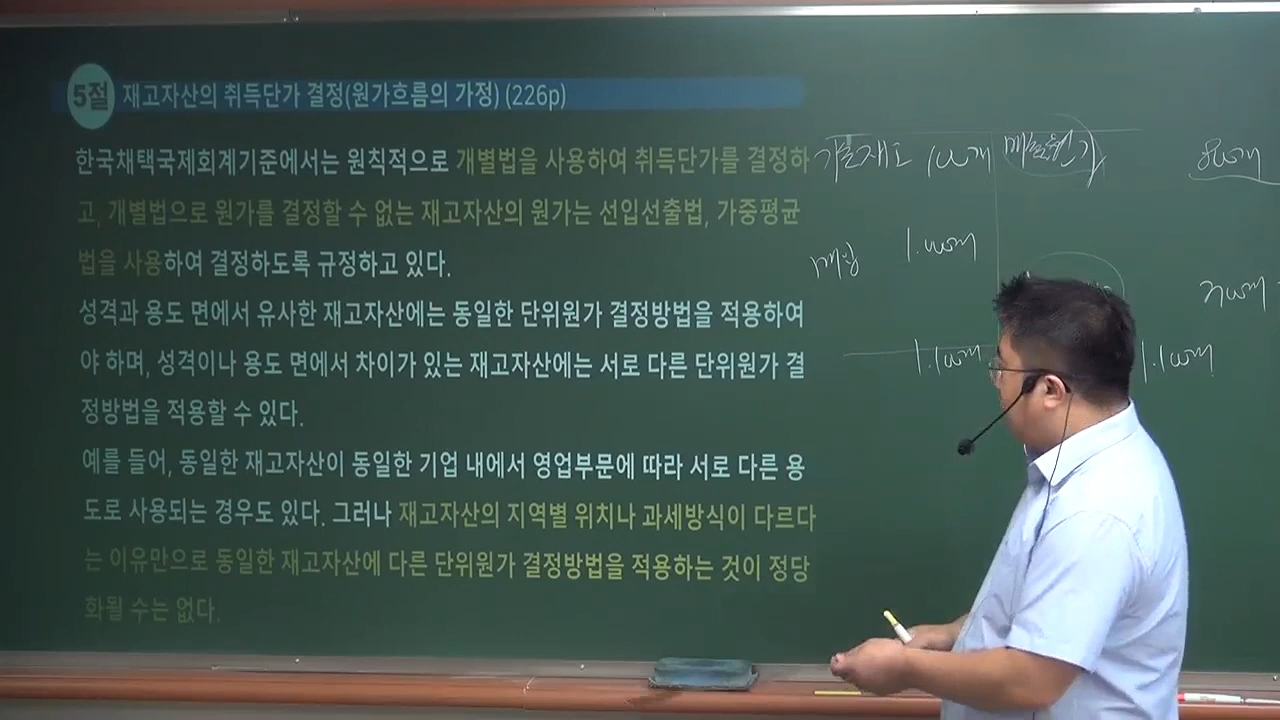 5절 재고자산의 취득단가 결정(원가흐름의 가정) (226p)
한국채택국제회계기준에서는 원칙적으로 개별법을 사용하여 취득단가를 결정하
고, 개별법으로 원가를 결정할 수 없는 재고자산의 원가는 선입선출법, 가중평균
법을 사용하여 결정하도록 규정하고 있다.
성격과 용도 면에서 유사한 재고자산에는 동일한 단위원가 결정방법을 적용하여
야 하며, 성격이나 용도 면에서 차이가 있는 재고자산에는 서로 다른 단위원가 결
정방법을 적용할 수 있다.
예를 들어, 동일한 재고자산이 동일한 기업 내에서 영업부문에 따라 서로 다른 용
도로 사용되는 경우도 있다. 그러나 재고자산의 지역별 위치나 과세방식이 다르다
는 이유만으로 동일한 재고자산에 다른 단위원가 결정방법을 적용하는 것이 정당
화될 수는 없다.
기초재고 100개 매출원가 800개
매입 1.000개
1.100개 1.100개